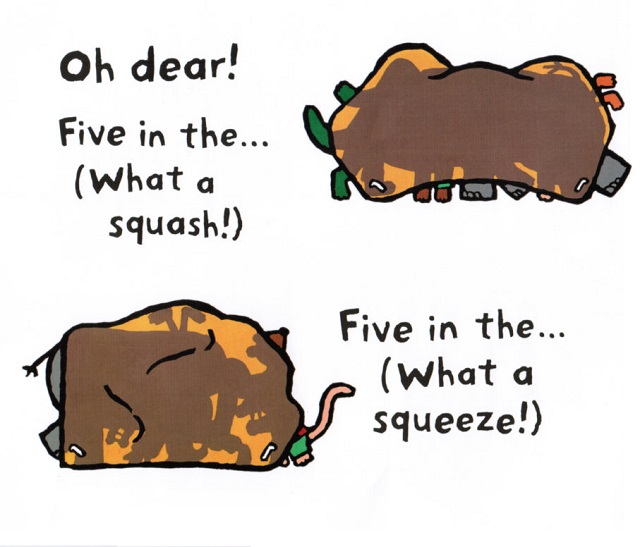 Oh dear!
Five in the...
(What a
squash!)
Five in the...
(What a
squeeze!)